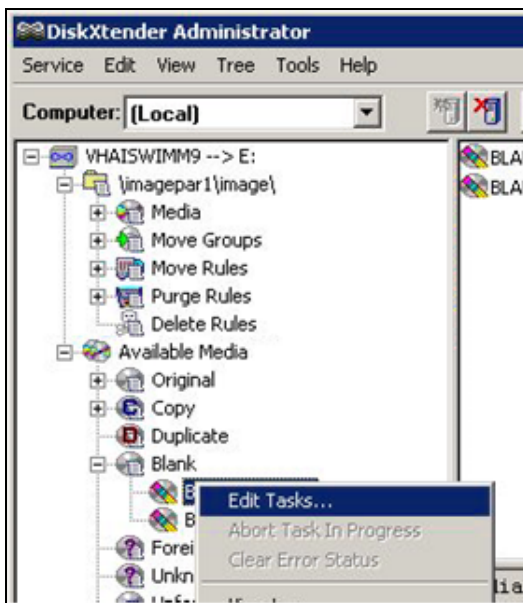 DiskXtender Administrator
Service Edit View Tree Tools Help
Computer: (Local)
VHAISWIMM9 --> E:
\imagepar1\image\
Media
Move Groups
Move Rules
Purge Rules
Delete Rules
Available Media
Original
Copy
Duplicate
Blank
B
B
Forei
Unkn
BLA
BLA
Edit Tasks...
Abort Task In Progress
Clear Error Status